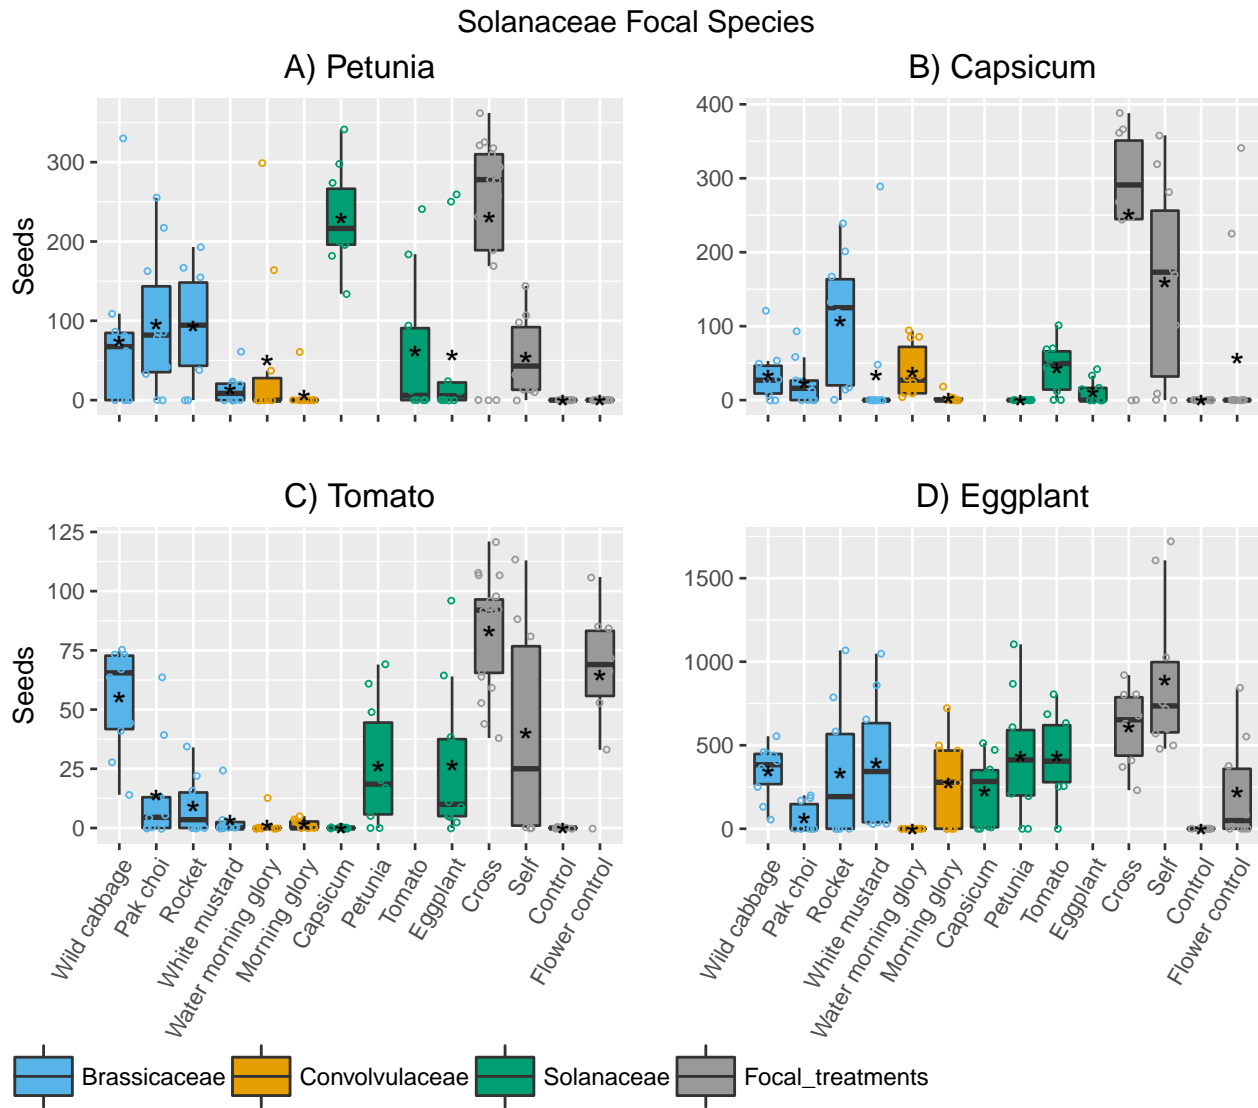 Solanaceae Focal Species
A) Petunia
B) Capsicum
Seeds
300
200
100
0
400
300
200
100
0
C) Tomato
D) Eggplant
Seeds
125
100
75
50
25
0
1500
1000
500
0
Wild cabbage
Pak choi
Rocket
White mustard
Water morning glory
Morning glory
Capsicum
Petunia
Tomato
Eggplant
Cross
Self
Control
Flower control
Wild cabbage
Pak choi
Rocket
White mustard
Water morning glory
Morning glory
Capsicum
Petunia
Tomato
Eggplant
Cross
Self
Control
Flower control
Brassicaceae
Convolvulaceae
Solanaceae
Focal_treatments